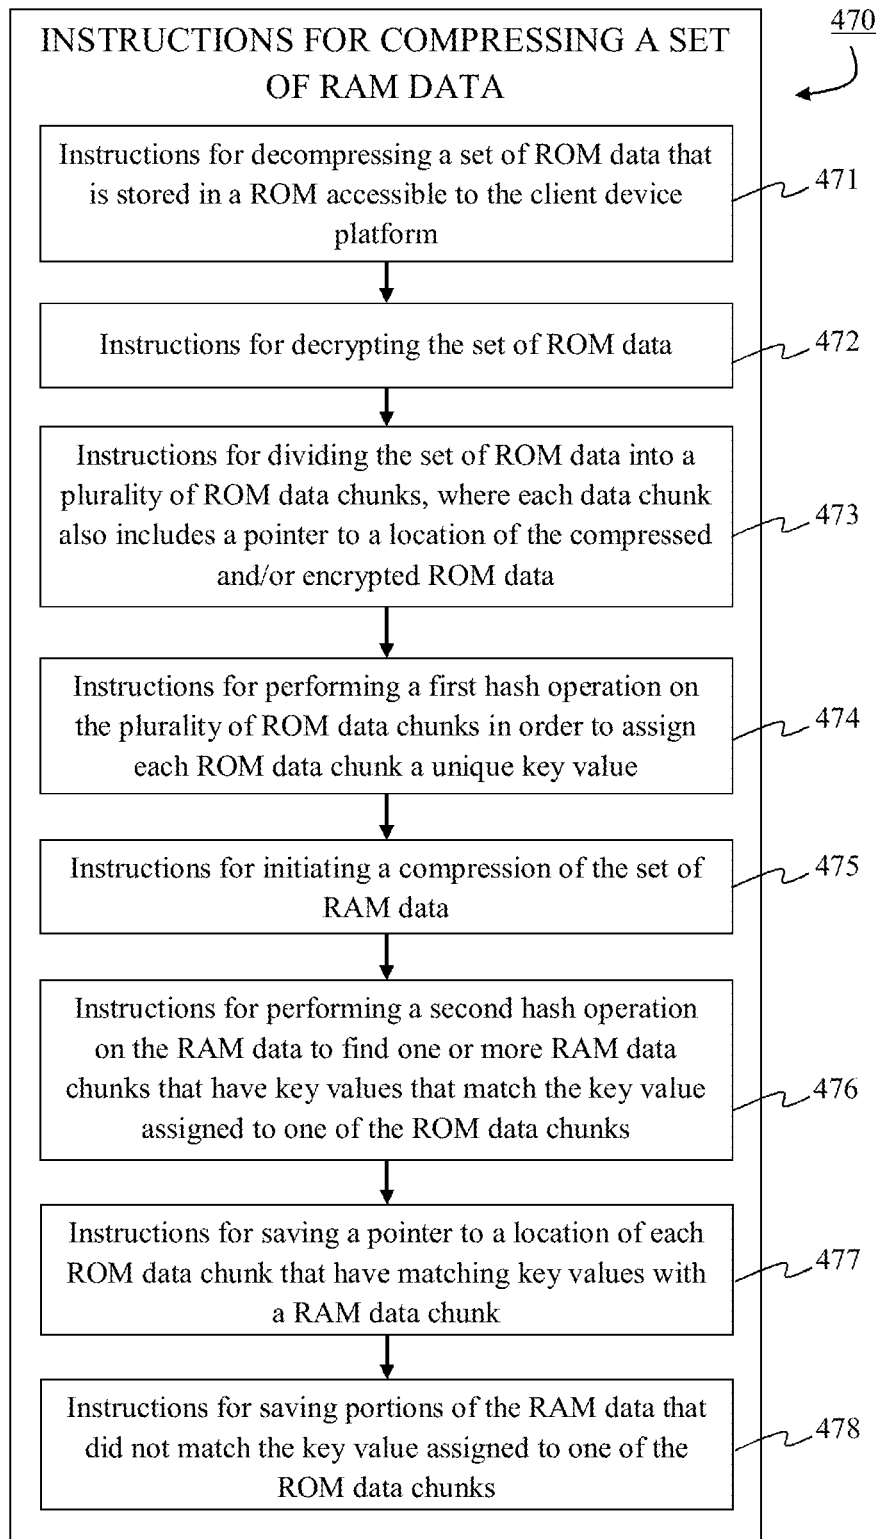 470
INSTRUCTIONS FOR COMPRESSING A SET
OF RAM DATA
Instructions for decompressing a set of ROM data that
is stored in a ROM accessible to the client device
platform
471
Instructions for decrypting the set of ROM data
472
Instructions for dividing the set of ROM data into a
plurality of ROM data chunks, where each data chunk
also includes a pointer to a location of the compressed
and/or encrypted ROM data
473
Instructions for performing a first hash operation on
the plurality of ROM data chunks in order to assign
each ROM data chunk a unique key value
474
Instructions for initiating a compression of the set of
RAM data
475
Instructions for performing a second hash operation
on the RAM data to find one or more RAM data
chunks that have key values that match the key value
assigned to one of the ROM data chunks
476
Instructions for saving a pointer to a location of each
ROM data chunk that have matching key values with
a RAM data chunk
477
Instructions for saving portions of the RAM data that
did not match the key value assigned to one of the
ROM data chunks
478